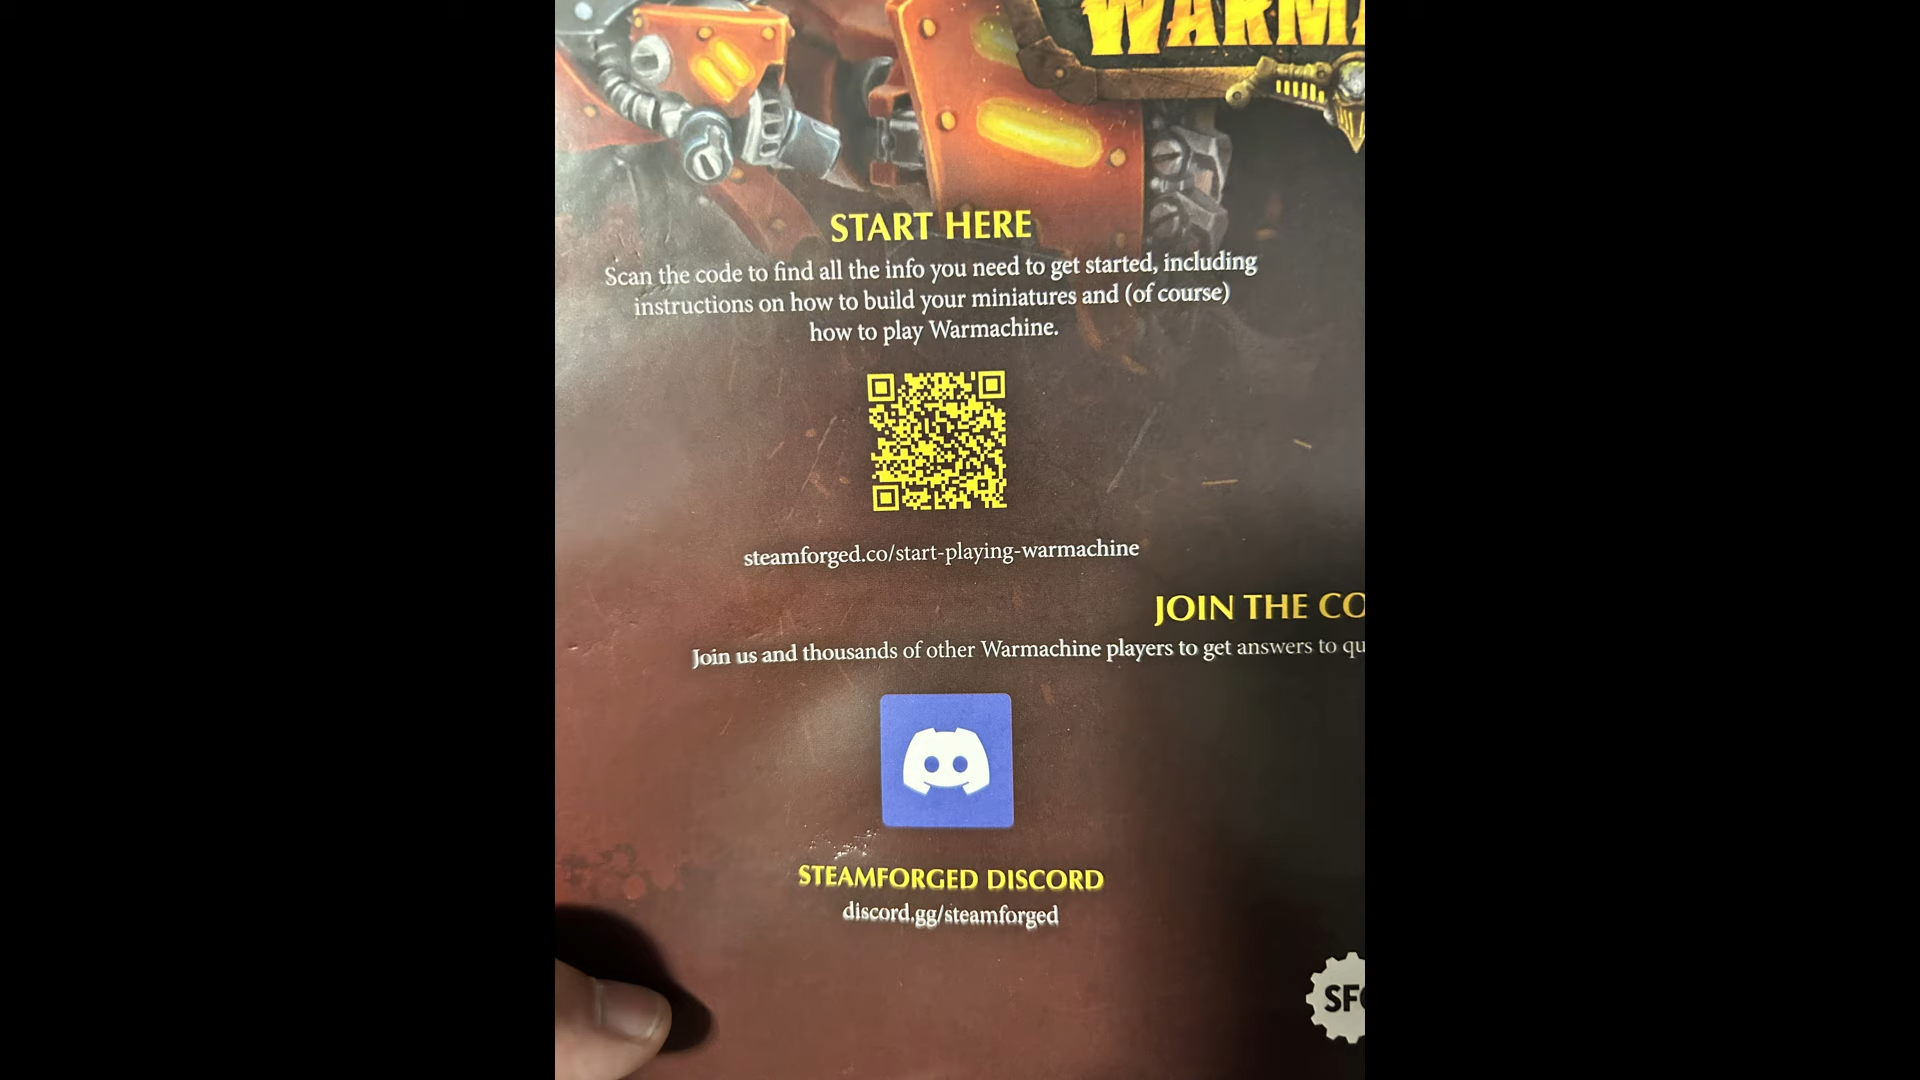 WARM
START HERE
Scan the code to find all the info you need to get started, including
instructions on how to build your miniatures and (of course)
how to play Warmachine.
steamforged.co/start-playing-warmachine
JOIN THE CO
Join us and thousands of other Warmachine players to get answers to qu
STEAMFORGED DISCORD
discord.gg/steamforged
SFG